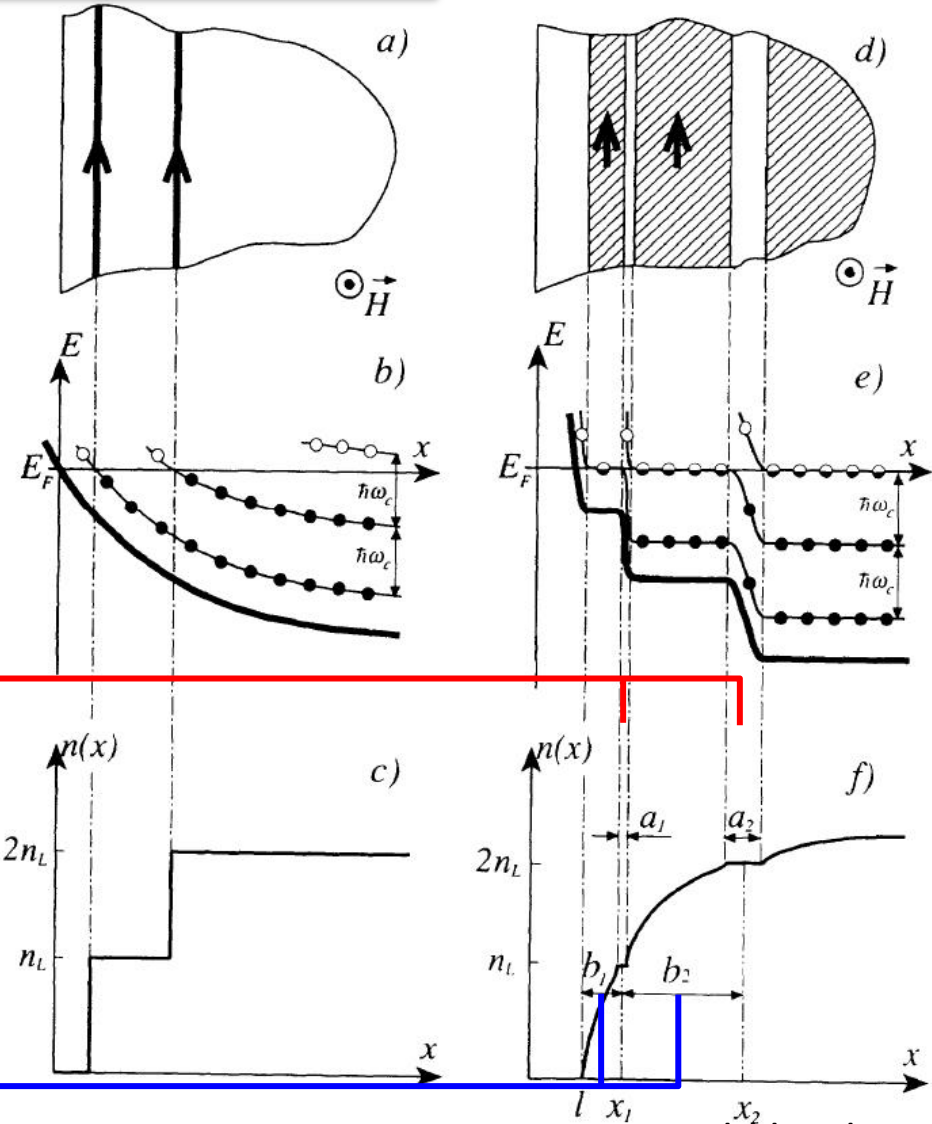 a)
H
E
b)
x
E_F
ħω_c
ħω_c
n(x)
c)
2n_L
n_L
x
d)
H
E
e)
x
E_F
ħω_c
ħω_c
n(x)
f)
a_1
a_2
2n_L
n_L
b_1
b_2
x
l
x_1
x_2